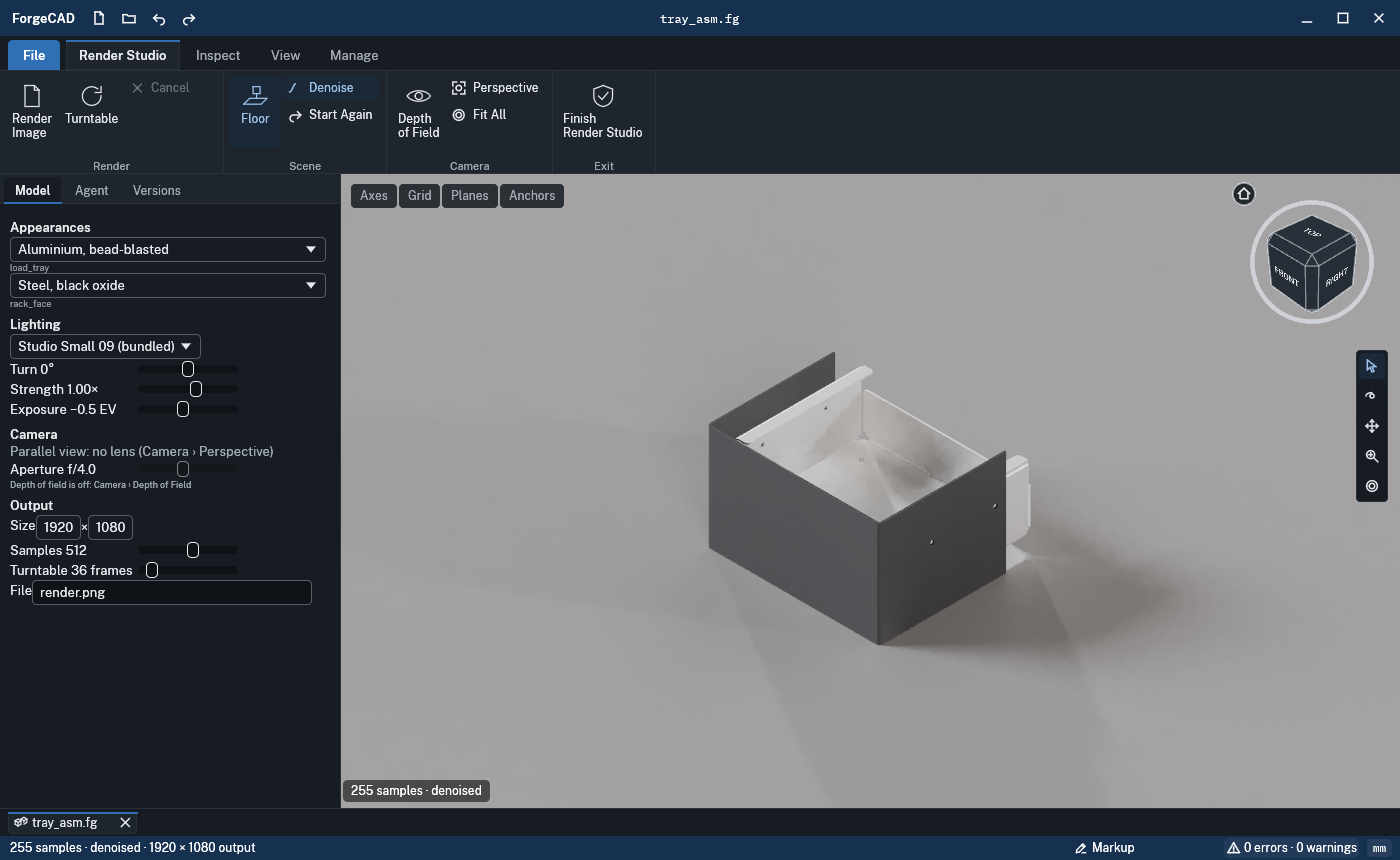 ForgeCAD
tray_asm.fg
File
Render Studio
Inspect
View
Manage
Render
Image
Turntable
Cancel
Render
Floor
Denoise
Start Again
Scene
Depth
of Field
Perspective
Fit All
Camera
Finish
Render Studio
Exit
Model
Agent
Versions
Appearances
Aluminium, bead-blasted
load_tray
Steel, black oxide
rack_face
Lighting
Studio Small 09 (bundled)
Turn 0°
Strength 1.00×
Exposure −0.5 EV
Camera
Parallel view: no lens (Camera › Perspective)
Aperture f/4.0
Depth of field is off: Camera › Depth of Field
Output
Size 1920 × 1080
Samples 512
Turntable 36 frames
File render.png
Axes
Grid
Planes
Anchors
TOP
FRONT
RIGHT
255 samples · denoised
tray_asm.fg
255 samples · denoised · 1920 × 1080 output
Markup
0 errors · 0 warnings
mm